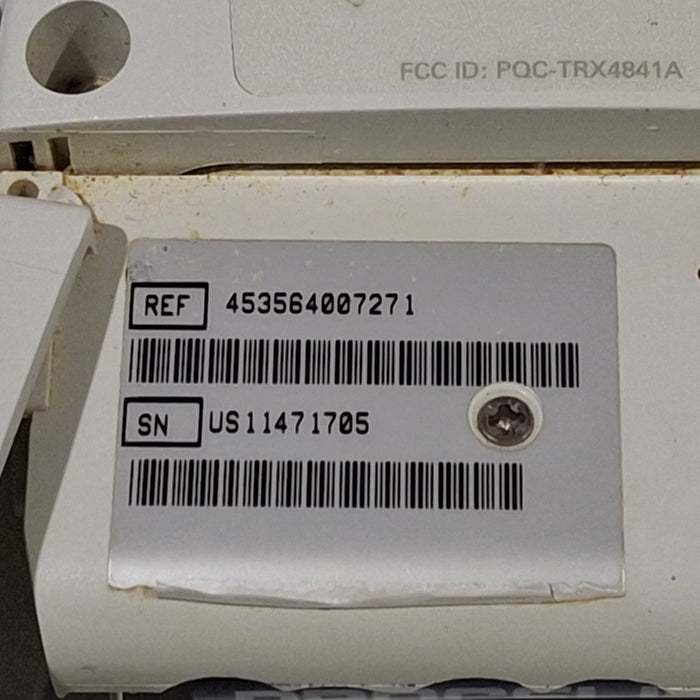 FCC ID: PQC-TRX4841A
REF 453564007271
SN US11471705